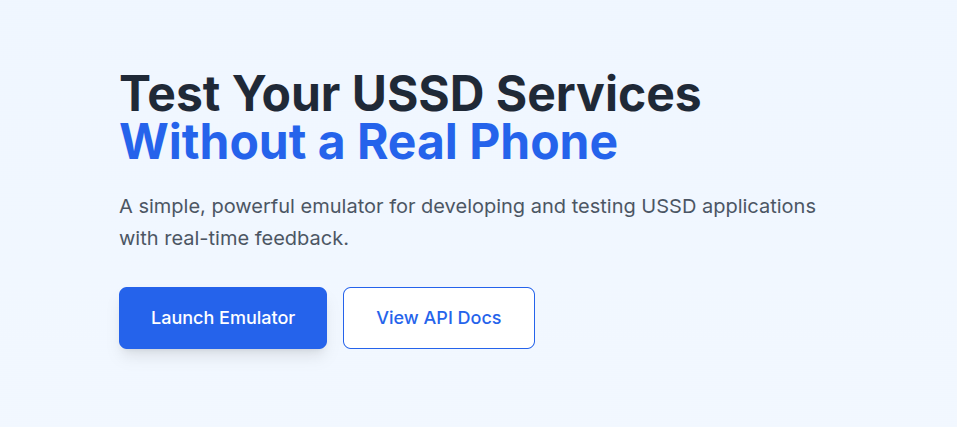 Test Your USSD Services
Without a Real Phone
A simple, powerful emulator for developing and testing USSD applications
with real-time feedback.
Launch Emulator
View API Docs